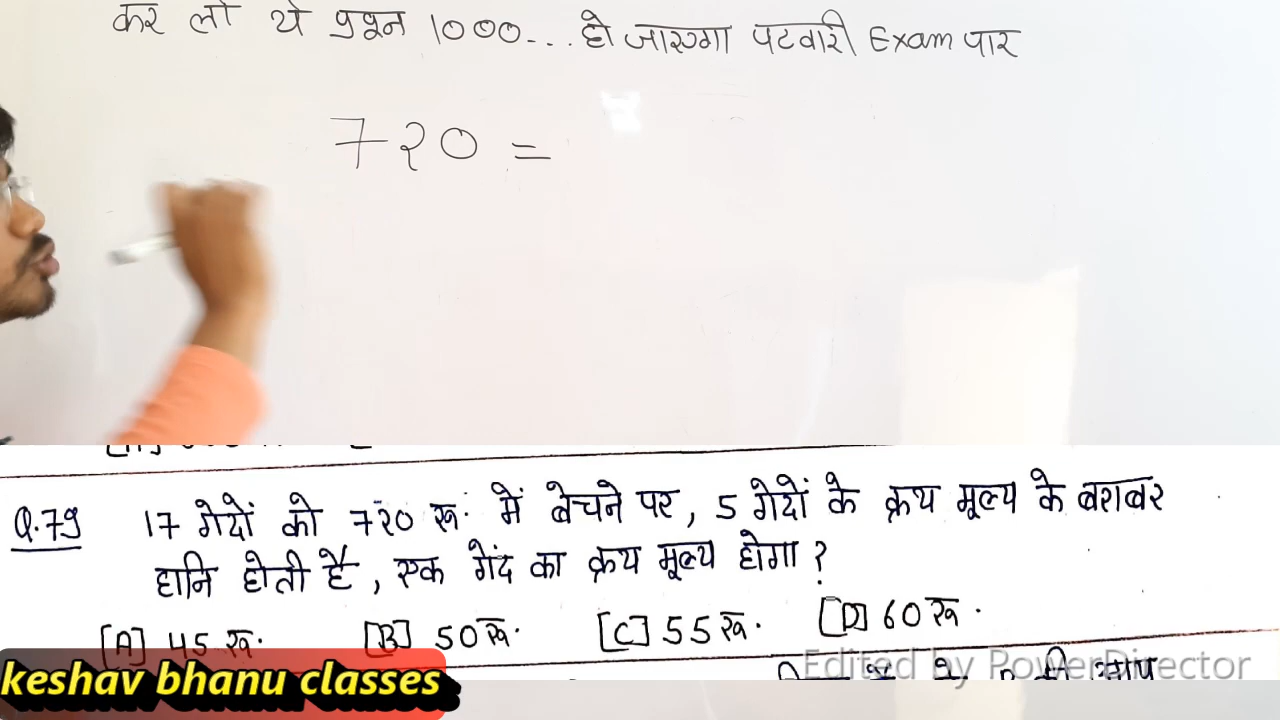 कर लो ये प्रश्न 1000... हो जाएगा पटवारी Exam पार
720 =
Q.79 17 गेदों को 720 रू. में बेचने पर, 5 गेदों के क्रय मूल्य के बराबर
हानि होती है, एक गेंद का क्रय मूल्य होगा?
[A] 45 रू. [B] 50 रू. [C] 55 रू. [D] 60 रू.
Edited by PowerDirector
keshav bhanu classes